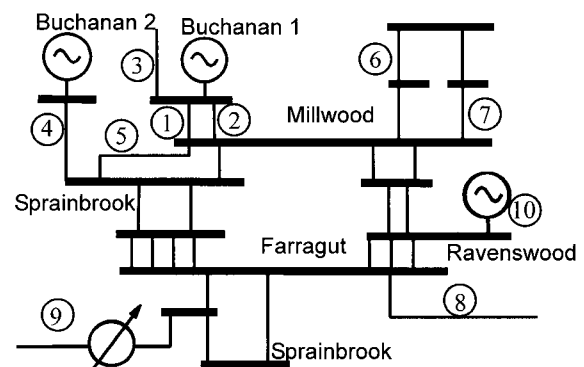 Buchanan 2
Buchanan 1
3
6
4
5
1
2
Millwood
7
Sprainbrook
10
Farragut
Ravenswood
9
8
Sprainbrook